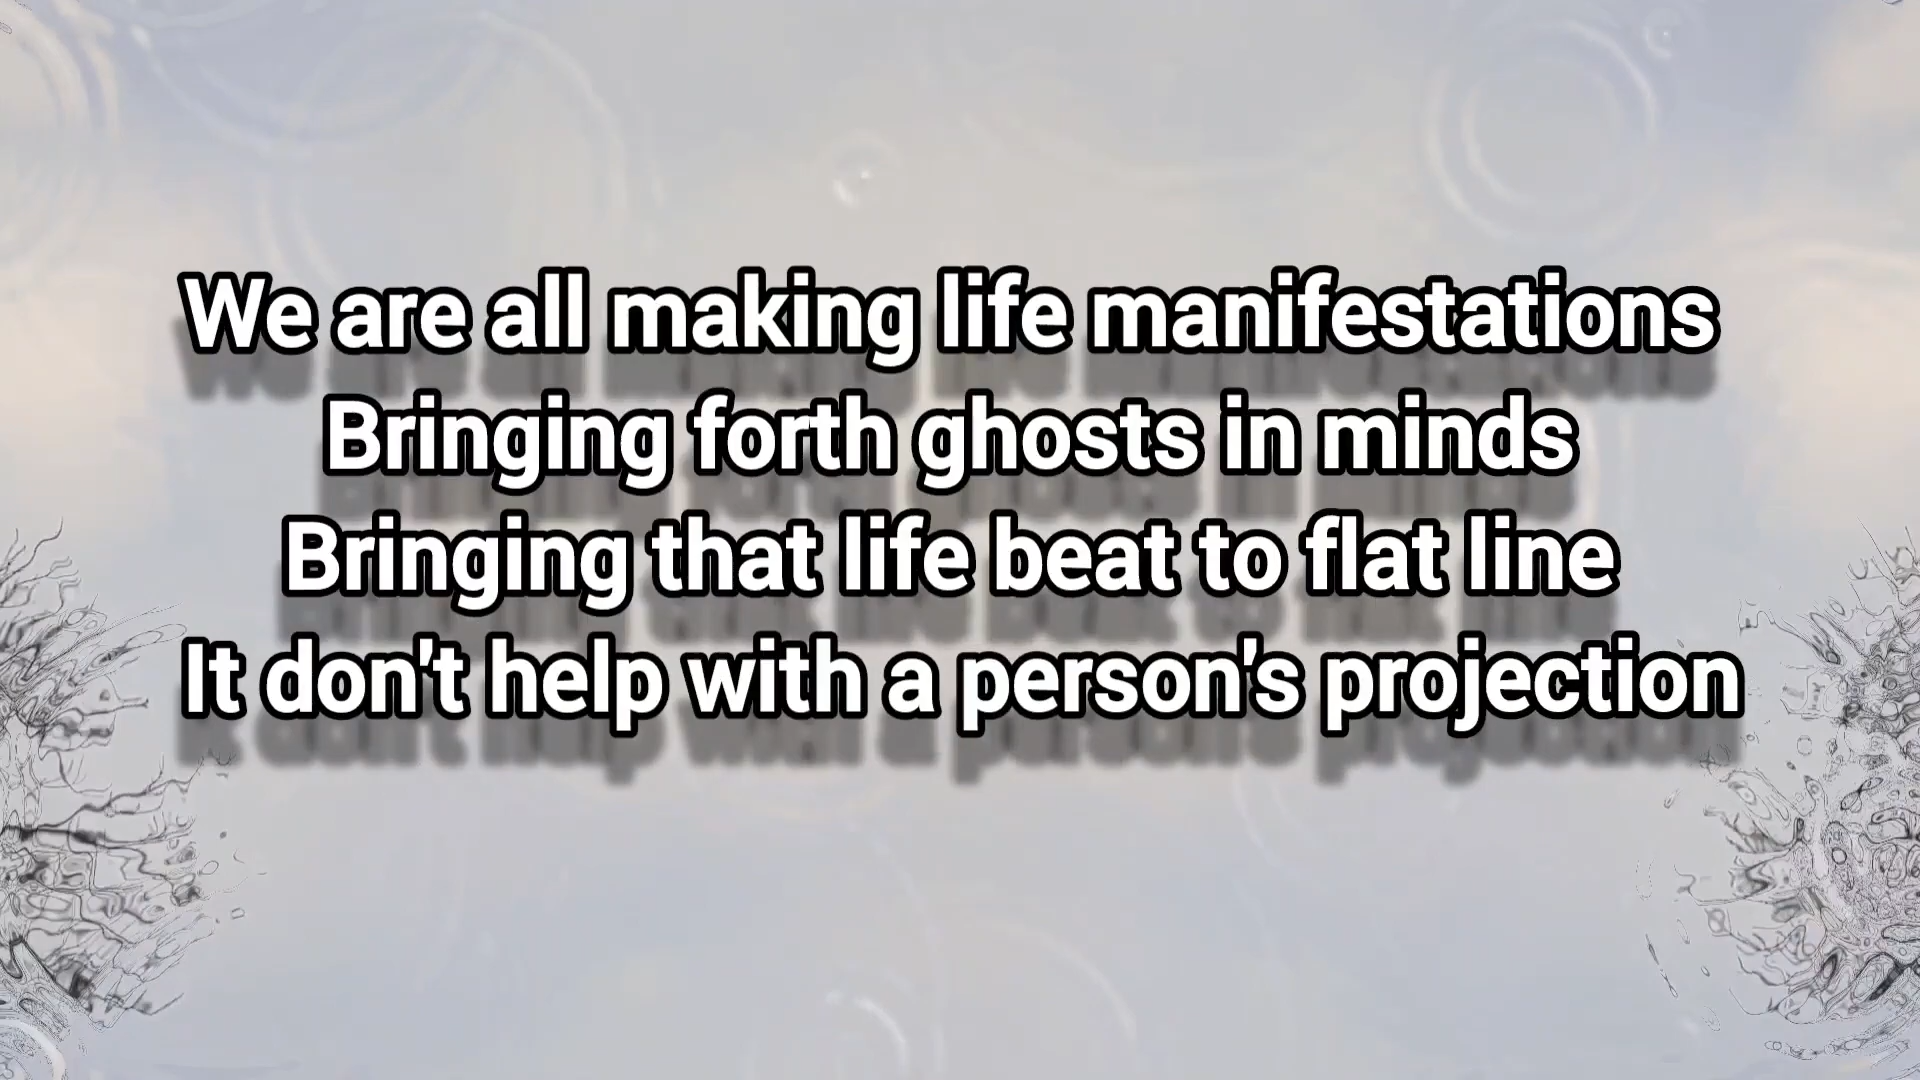 We are all making life manifestations
Bringing forth ghosts in minds
Bringing that life beat to flat line
It don't help with a person's projection